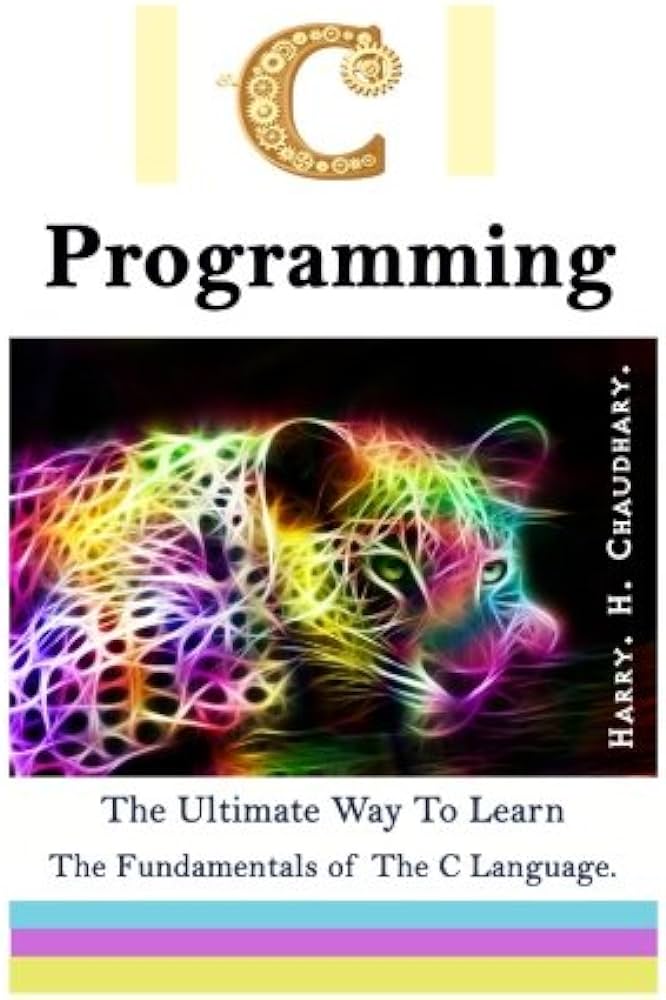 C
Programming
HARRY. H. CHAUDHARY.
The Ultimate Way To Learn
The Fundamentals of The C Language.